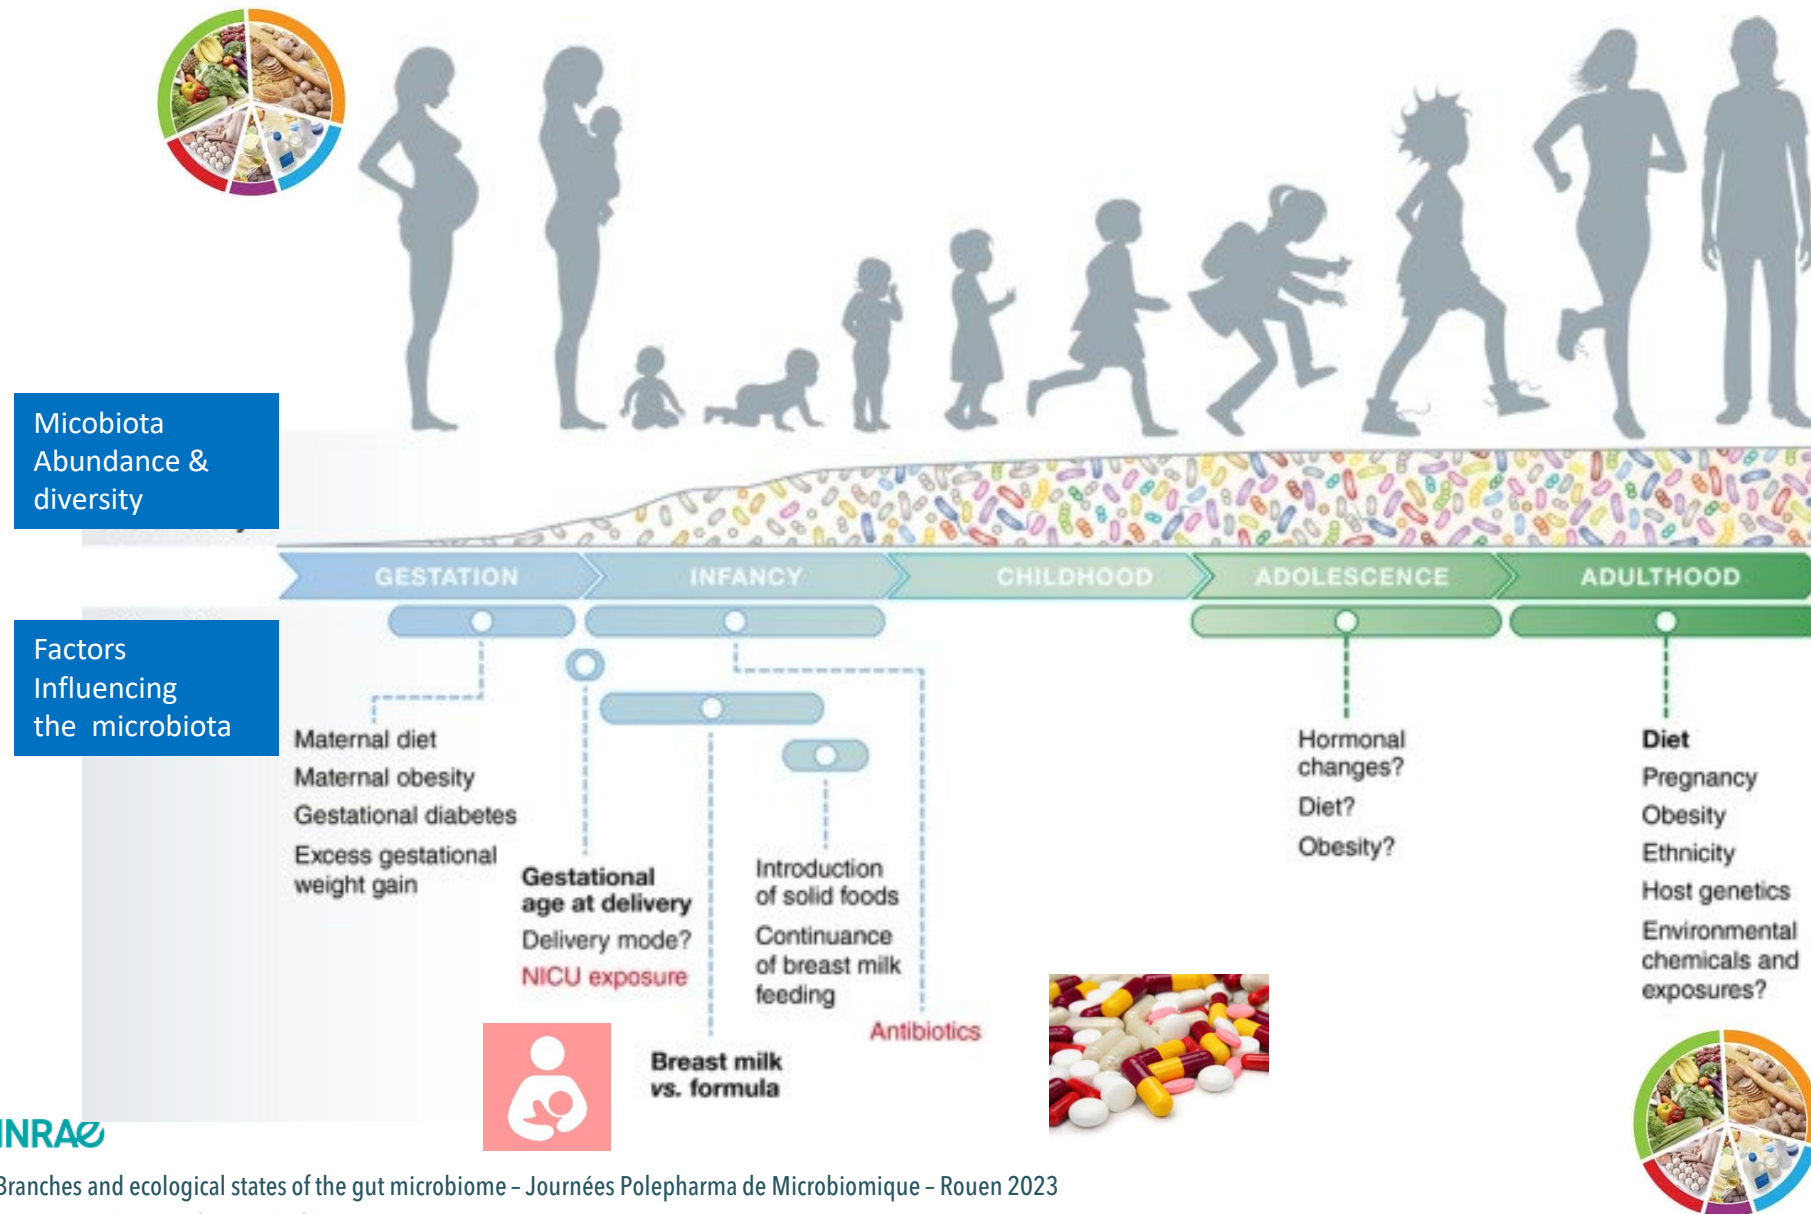 Micobiota
Abundance &
diversity
GESTATION
INFANCY
CHILDHOOD
ADOLESCENCE
ADULTHOOD
Factors
Influencing
the microbiota
Maternal diet
Maternal obesity
Gestational diabetes
Excess gestational
weight gain
Gestational
age at delivery
Delivery mode?
NICU exposure
Breast milk
vs. formula
Introduction
of solid foods
Continuance
of breast milk
feeding
Antibiotics
Hormonal
changes?
Diet?
Obesity?
Diet
Pregnancy
Obesity
Ethnicity
Host genetics
Environmental
chemicals and
exposures?
INRAE
Branches and ecological states of the gut microbiome – Journées Polepharma de Microbiomique – Rouen 2023